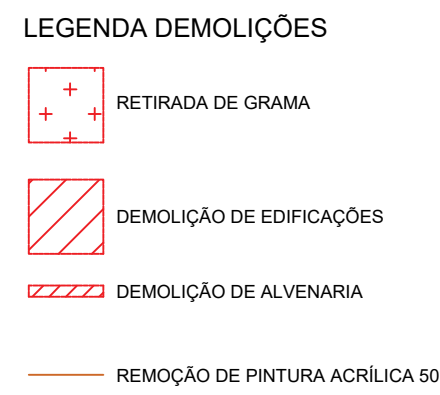 LEGENDA DEMOLIÇÕES
RETIRADA DE GRAMA
DEMOLIÇÃO DE EDIFICAÇÕES
DEMOLIÇÃO DE ALVENARIA
REMOÇÃO DE PINTURA ACRÍLICA 50